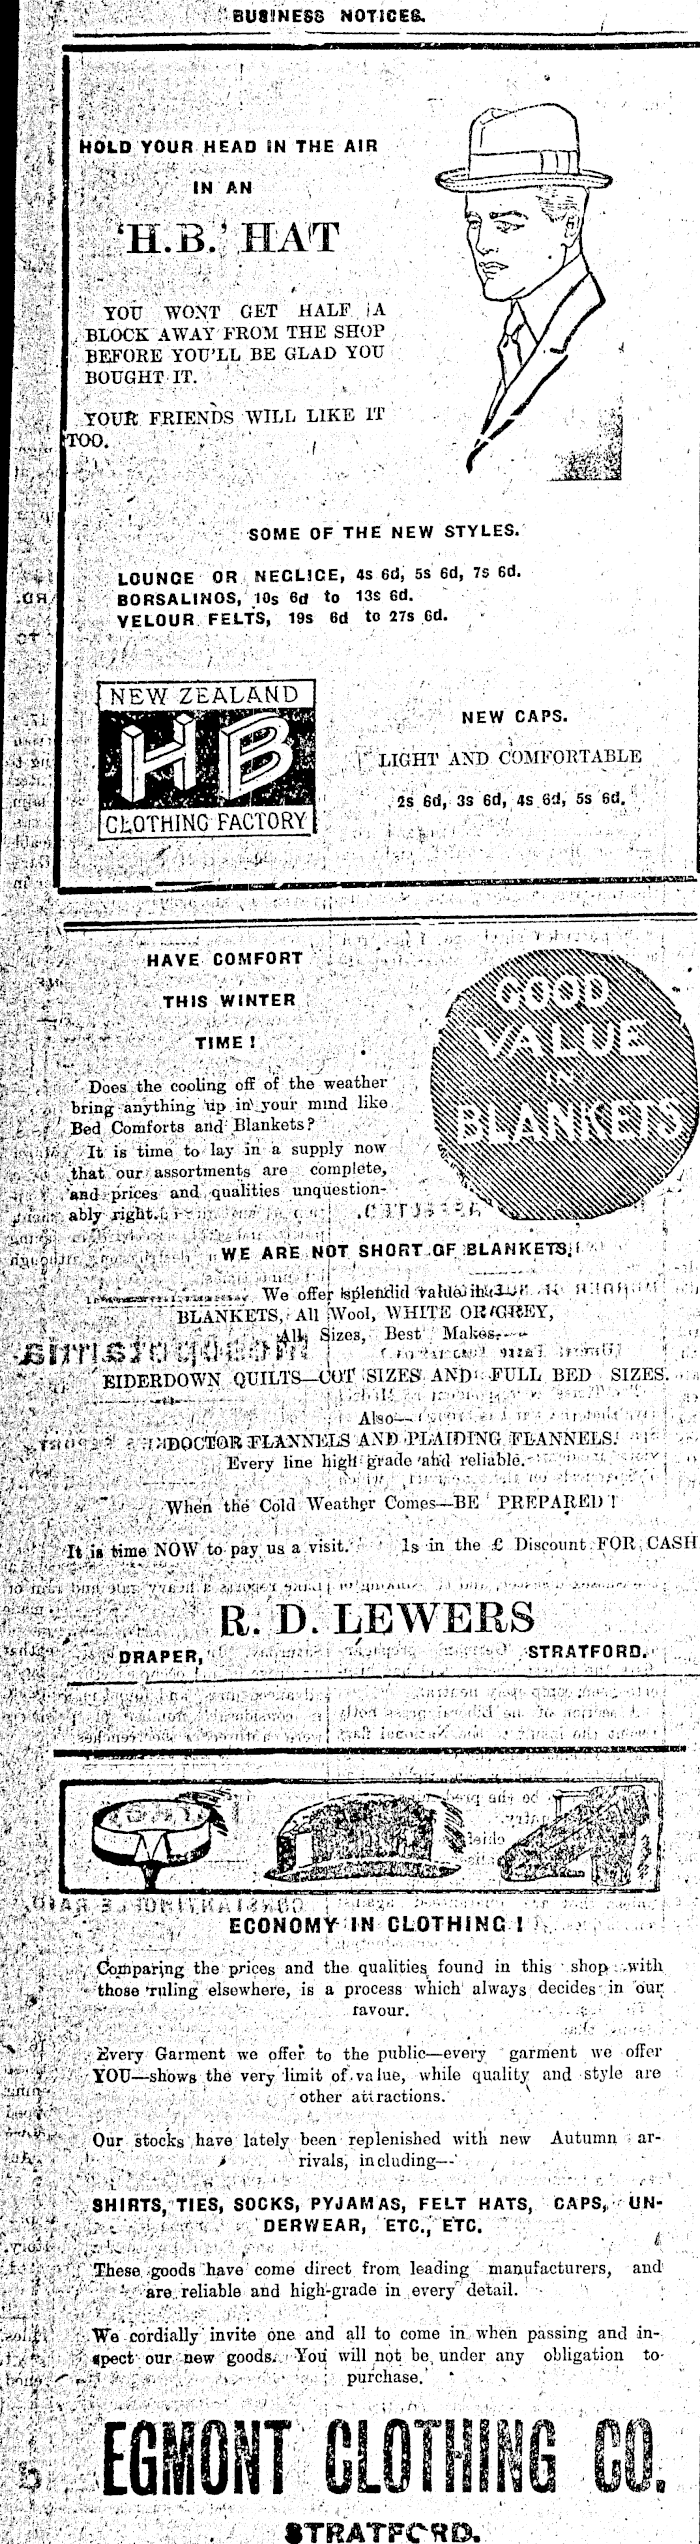 BUSINESS NOTICES.
HOLD YOUR HEAD IN THE AIR
IN AN
'H.B.' HAT
YOU WONT GET HALF A
BLOCK AWAY FROM THE SHOP
BEFORE YOU'LL BE GLAD YOU
BOUGHT IT.
YOUR FRIENDS WILL LIKE IT
TOO.
SOME OF THE NEW STYLES.
LOUNGE OR NEGLIGE, 4s 6d, 5s 6d, 7s 6d.
BORSALINOS, 10s 6d to 13s 6d.
VELOUR FELTS, 19s 6d to 27s 6d.
NEW ZEALAND
HB
CLOTHING FACTORY
NEW CAPS.
LIGHT AND COMFORTABLE
2s 6d, 3s 6d, 4s 6d, 5s 6d.
HAVE COMFORT
THIS WINTER
TIME!
GOOD
VALUE
IN
BLANKETS
Does the cooling off of the weather
bring anything up in your mind like
Bed Comforts and Blankets?
It is time to lay in a supply now
that our assortments are complete,
and prices and qualities unquestion-
ably right.
WE ARE NOT SHORT OF BLANKETS,
We offer splendid value in
BLANKETS, All Wool, WHITE OR GREY,
All Sizes, Best Makes.
EIDERDOWN QUILTS—COT SIZES AND FULL BED SIZES.
Also—
DOCTOR FLANNELS AND PLAIDING FLANNELS.
Every line high grade and reliable.
When the Cold Weather Comes—BE PREPARED!
It is time NOW to pay us a visit. 1s in the £ Discount FOR CASH
R. D. LEWERS
DRAPER, STRATFORD.
ECONOMY IN CLOTHING!
Comparing the prices and the qualities found in this shop with
those ruling elsewhere, is a process which always decides in our
favour.
Every Garment we offer to the public—every garment we offer
YOU—shows the very limit of value, while quality and style are
other attractions.
Our stocks have lately been replenished with new Autumn ar-
rivals, including—
SHIRTS, TIES, SOCKS, PYJAMAS, FELT HATS, CAPS, UN-
DERWEAR, ETC., ETC.
These goods have come direct from leading manufacturers, and
are reliable and high-grade in every detail.
We cordially invite one and all to come in when passing and in-
spect our new goods. You will not be under any obligation to
purchase.
EGMONT CLOTHING CO.
STRATFORD.